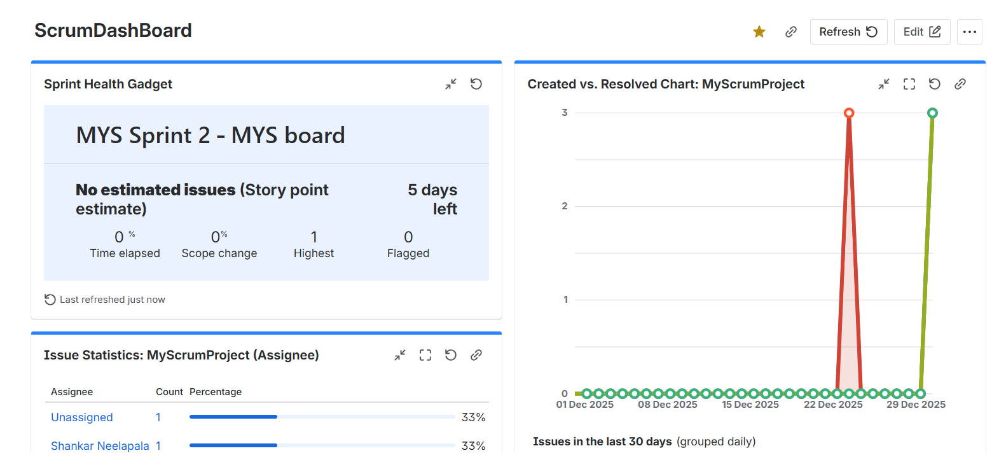 ScrumDashBoard
Refresh
Edit
Sprint Health Gadget
MYS Sprint 2 - MYS board
No estimated issues (Story point
estimate)
5 days
left
0 %
Time elapsed
0%
Scope change
1
Highest
0
Flagged
Last refreshed just now
Issue Statistics: MyScrumProject (Assignee)
Assignee Count Percentage
Unassigned 1 33%
Shankar Neelapala 1 33%
Created vs. Resolved Chart: MyScrumProject
3
2
1
0
01 Dec 2025 08 Dec 2025 15 Dec 2025 22 Dec 2025 29 Dec 2025
Issues in the last 30 days (grouped daily)